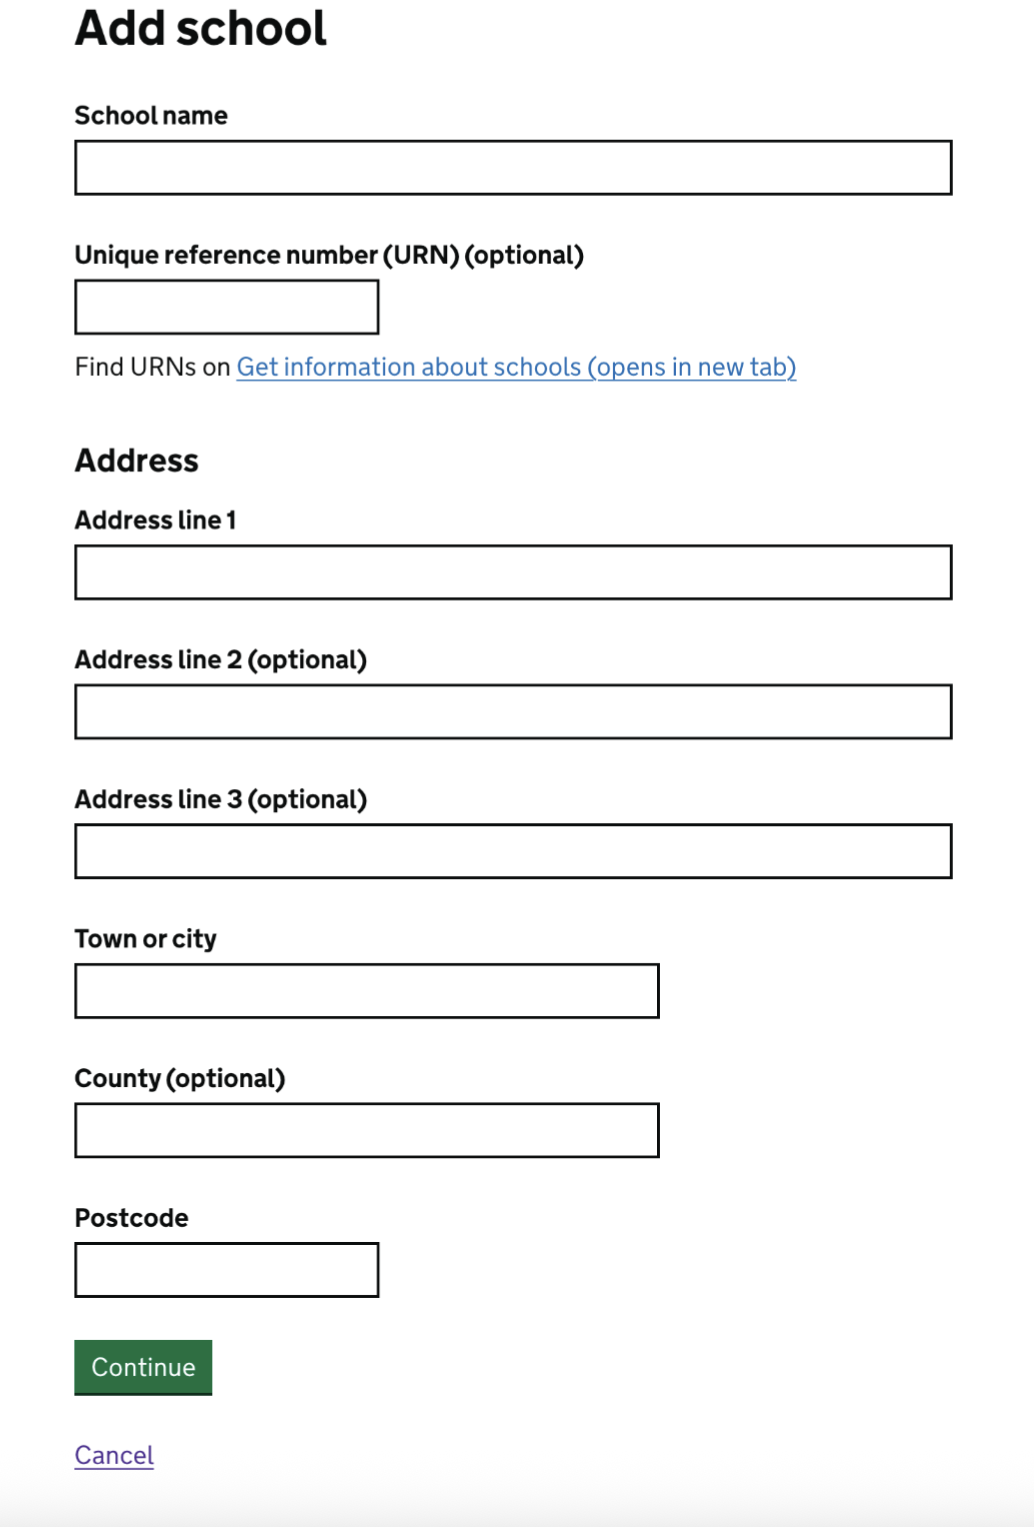 Add school
School name
Unique reference number (URN) (optional)
Find URNs on Get information about schools (opens in new tab)
Address
Address line 1
Address line 2 (optional)
Address line 3 (optional)
Town or city
County (optional)
Postcode
Continue
Cancel